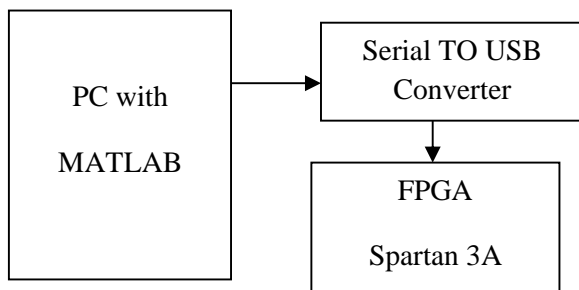 PC with
MATLAB
Serial TO USB
Converter
FPGA
Spartan 3A